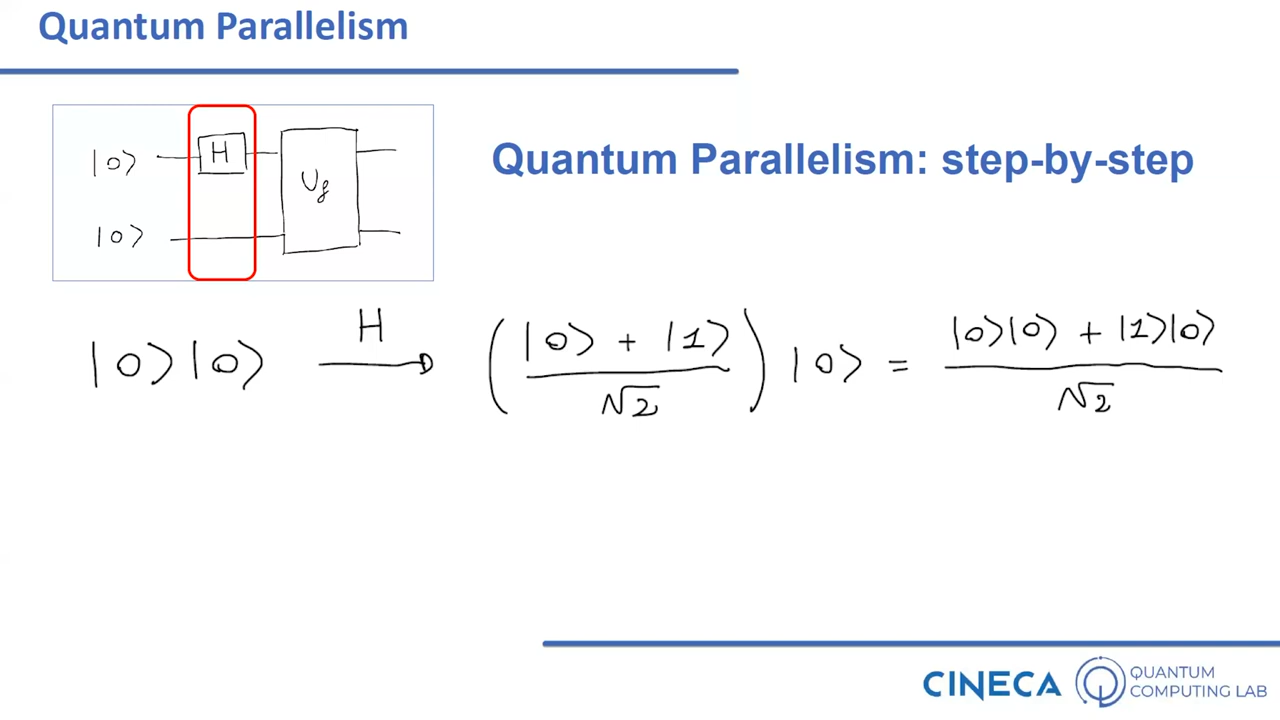 Quantum Parallelism
|0⟩ H U_f
|0⟩
Quantum Parallelism: step-by-step
|0⟩|0⟩ H → ( |0⟩ + |1⟩ / √2 ) |0⟩ = |0⟩|0⟩ + |1⟩|0⟩ / √2
CINECA
QUANTUM
COMPUTING LAB